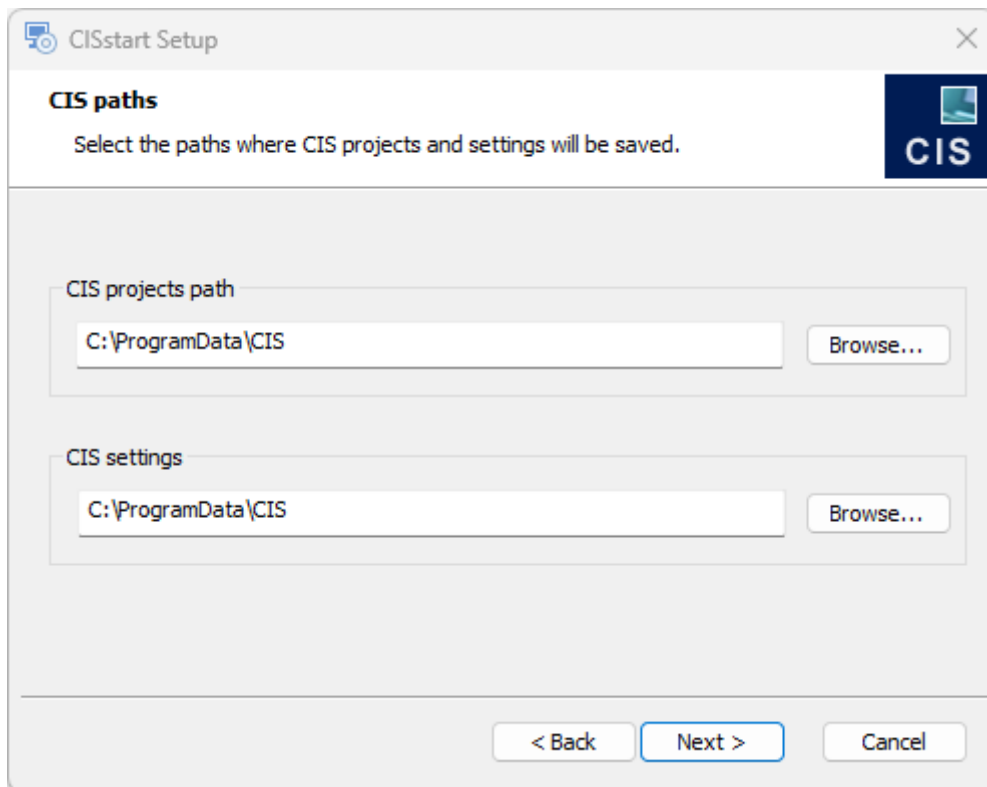 CISstart Setup
CIS paths
Select the paths where CIS projects and settings will be saved.
CIS
CIS projects path
C:\ProgramData\CIS
Browse...
CIS settings
C:\ProgramData\CIS
Browse...
< Back
Next >
Cancel